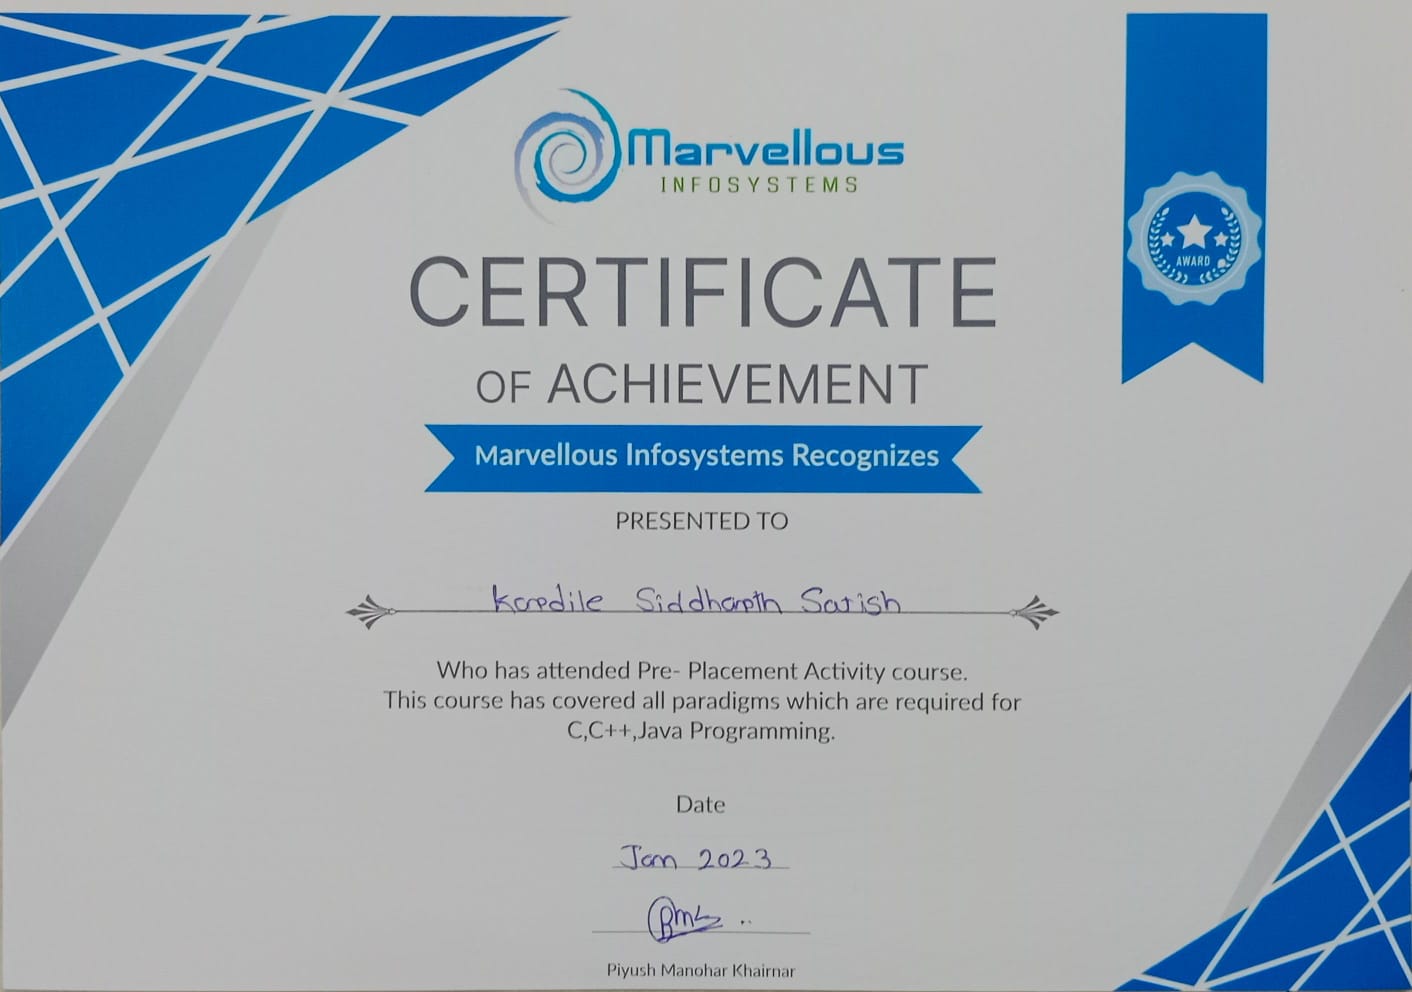 Marvellous
INFOSYSTEMS
AWARD
CERTIFICATE
OF ACHIEVEMENT
Marvellous Infosystems Recognizes
PRESENTED TO
Kardile Siddharth Satish
Who has attended Pre- Placement Activity course.
This course has covered all paradigms which are required for
C,C++,Java Programming.
Date
Jan 2023
Piyush Manohar Khairnar